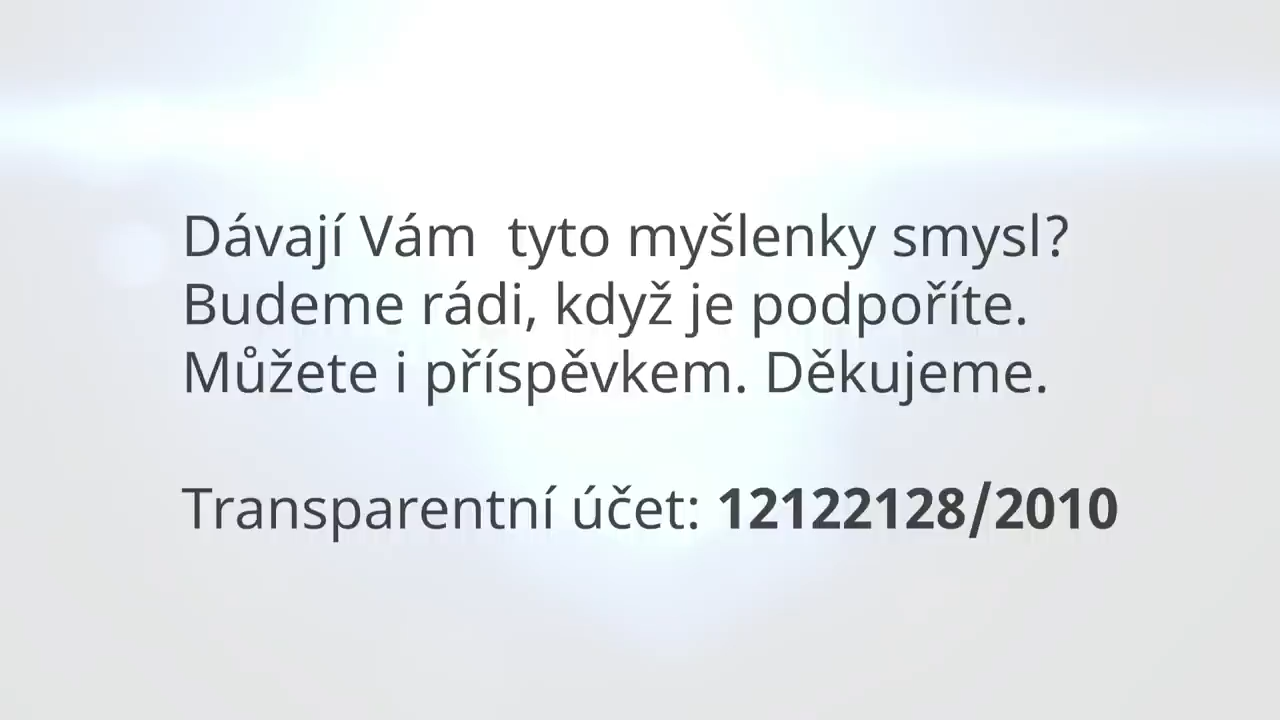 Dávají Vám  tyto myšlenky smysl?
Budeme rádi, když je podpoříte.
Můžete i příspěvkem. Děkujeme.
Transparentní účet: 12122128/2010